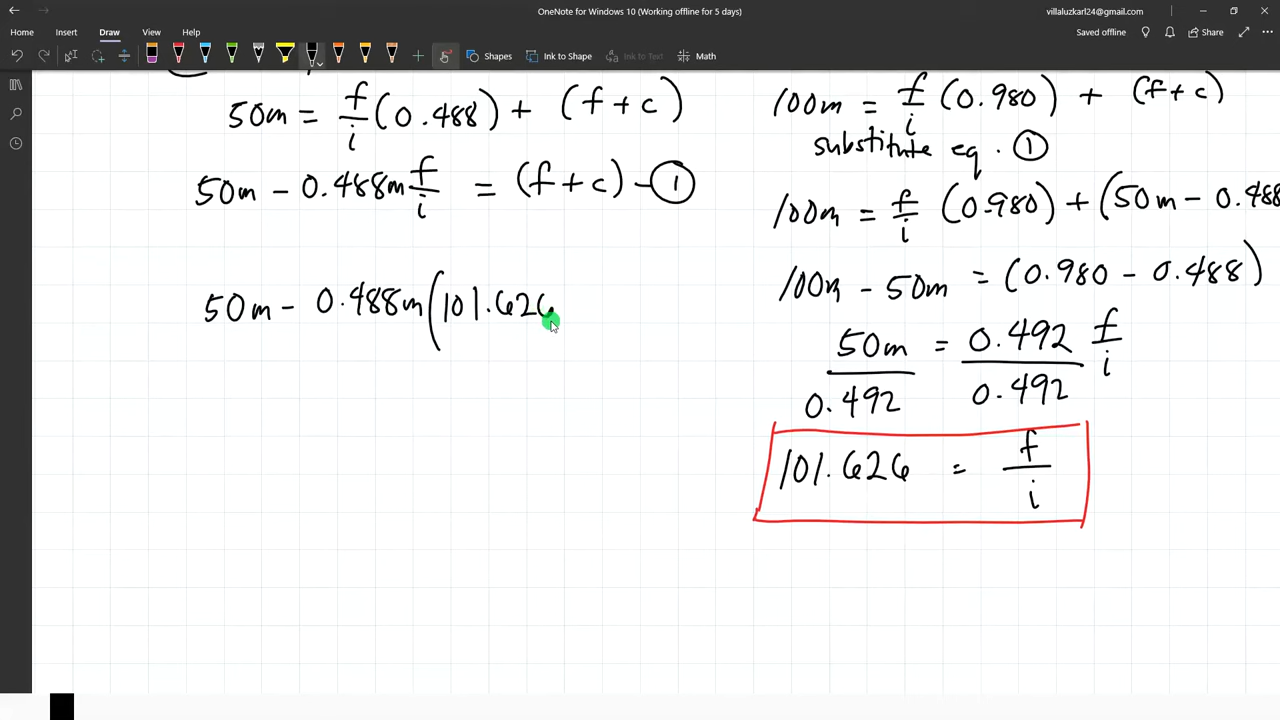 OneNote for Windows 10 (Working offline for 5 days)
villaluzkarl24@gmail.com
Home Insert Draw View Help
Saved offline Share
Shapes Ink to Shape Ink to Text Math
50m = f/i (0.488) + (f+c)
50m - 0.488m f/i = (f+c) - ①
50m - 0.488m (101.626
100m = f/i (0.980) + (f+c)
substitute eq. ①
100m = f/i (0.980) + (50m - 0.488
100m - 50m = (0.980 - 0.488)
50m/0.492 = 0.492/0.492 f/i
101.626 = f/i